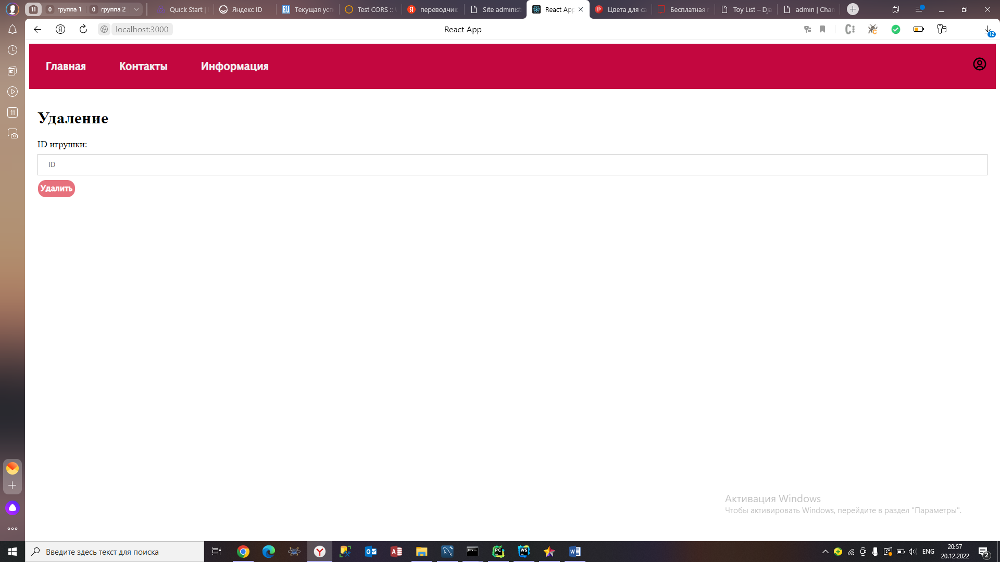 11 0 группа 1 0 группа 2 Quick Start | Яндекс ID Текущая усп Test CORS :: переводчик Site administ React App Цвета для са Бесплатная Toy List – Dja admin | Chan
localhost:3000 React App 12
11
Главная Контакты Информация
Удаление
ID игрушки:
ID
Удалить
Активация Windows
Чтобы активировать Windows, перейдите в раздел "Параметры".
Введите здесь текст для поиска ENG 20:57
20.12.2022 2